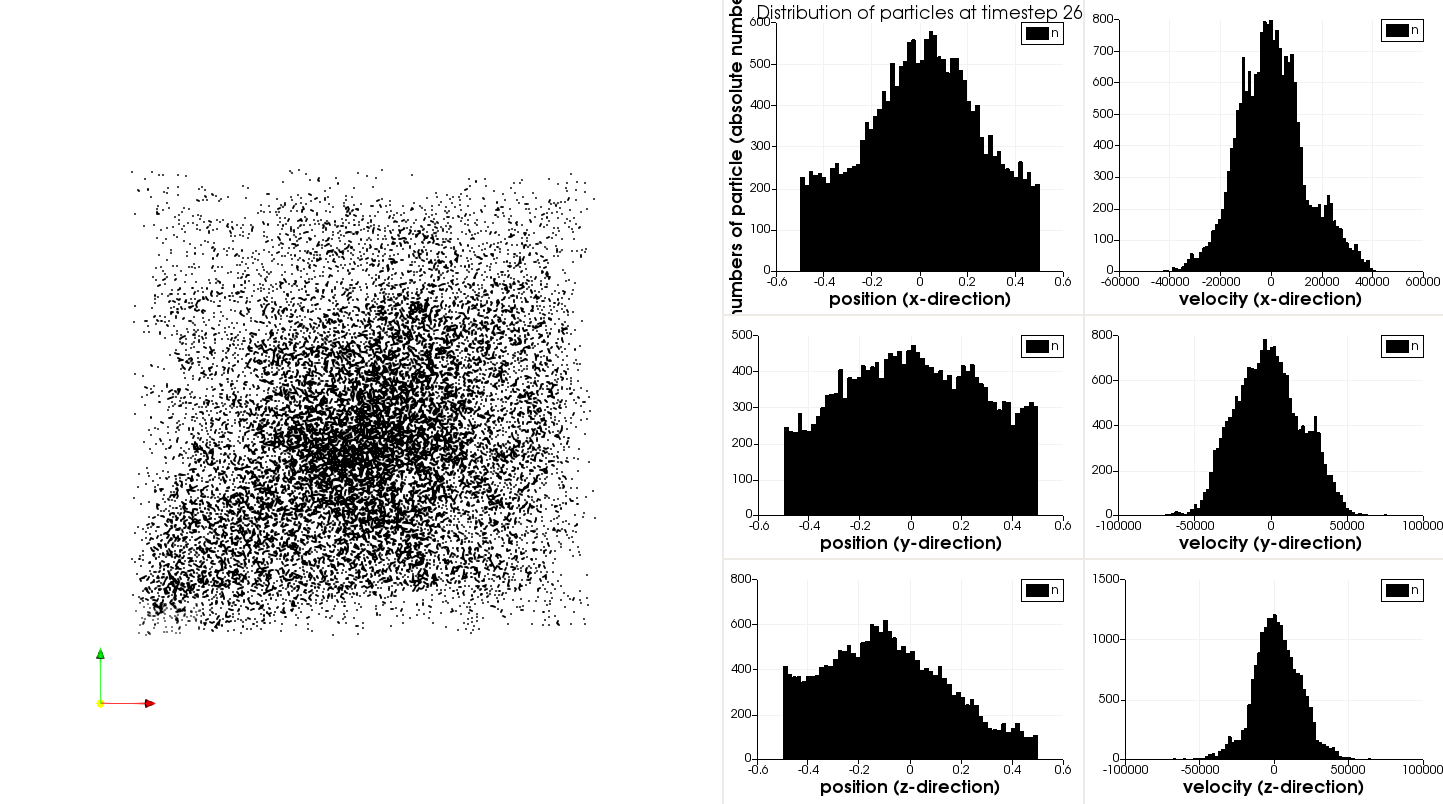 Distribution of particles at timestep 26
numbers of particle (absolute numbe
600
500
400
300
200
100
0
-0.6 -0.4 -0.2 0 0.2 0.4 0.6
position (x-direction)
n
800
700
600
500
400
300
200
100
0
-60000 -40000 -20000 0 20000 40000 60000
velocity (x-direction)
n
500
400
300
200
100
0
-0.6 -0.4 -0.2 0 0.2 0.4 0.6
position (y-direction)
n
800
600
400
200
0
-100000 -50000 0 50000 100000
velocity (y-direction)
n
800
600
400
200
0
-0.6 -0.4 -0.2 0 0.2 0.4 0.6
position (z-direction)
n
1500
1000
500
0
-100000 -50000 0 50000 100000
velocity (z-direction)
n